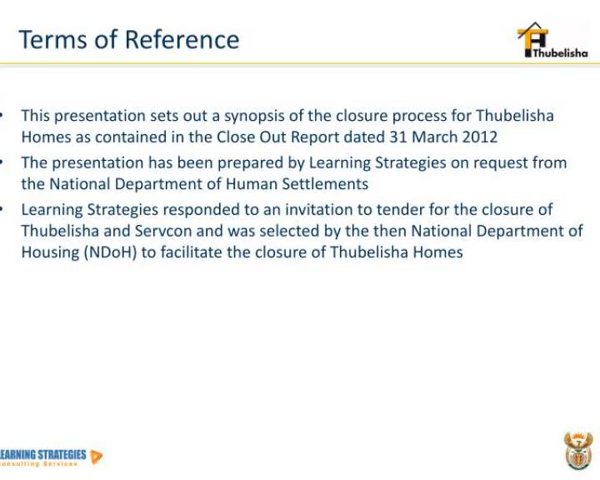 Terms of Reference
Thubelisha
• This presentation sets out a synopsis of the closure process for Thubelisha
Homes as contained in the Close Out Report dated 31 March 2012
• The presentation has been prepared by Learning Strategies on request from
the National Department of Human Settlements
• Learning Strategies responded to an invitation to tender for the closure of
Thubelisha and Servcon and was selected by the then National Department of
Housing (NDoH) to facilitate the closure of Thubelisha Homes
EARNING STRATEGIES
onsulting Services